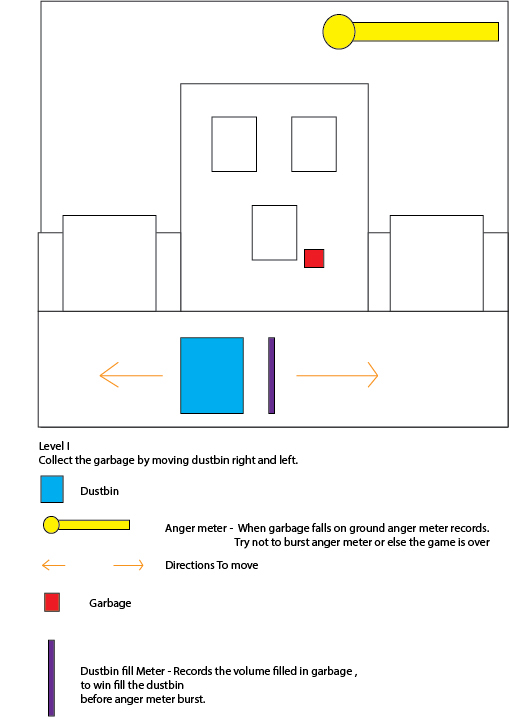 Level I
Collect the garbage by moving dustbin right and left.
Dustbin
Anger meter - When garbage falls on ground anger meter records.
Try not to burst anger meter or else the game is over
Directions To move
Garbage
Dustbin fill Meter - Records the volume filled in garbage ,
to win fill the dustbin
before anger meter burst.